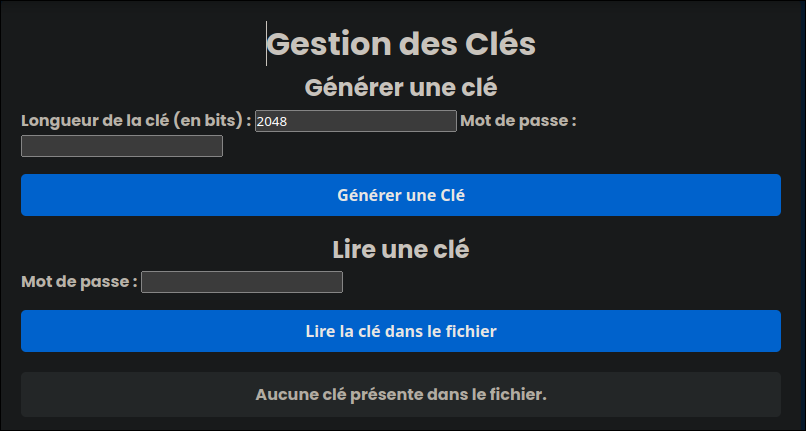 Gestion des Clés
Générer une clé
Longueur de la clé (en bits) : 2048 Mot de passe :
Générer une Clé
Lire une clé
Mot de passe :
Lire la clé dans le fichier
Aucune clé présente dans le fichier.